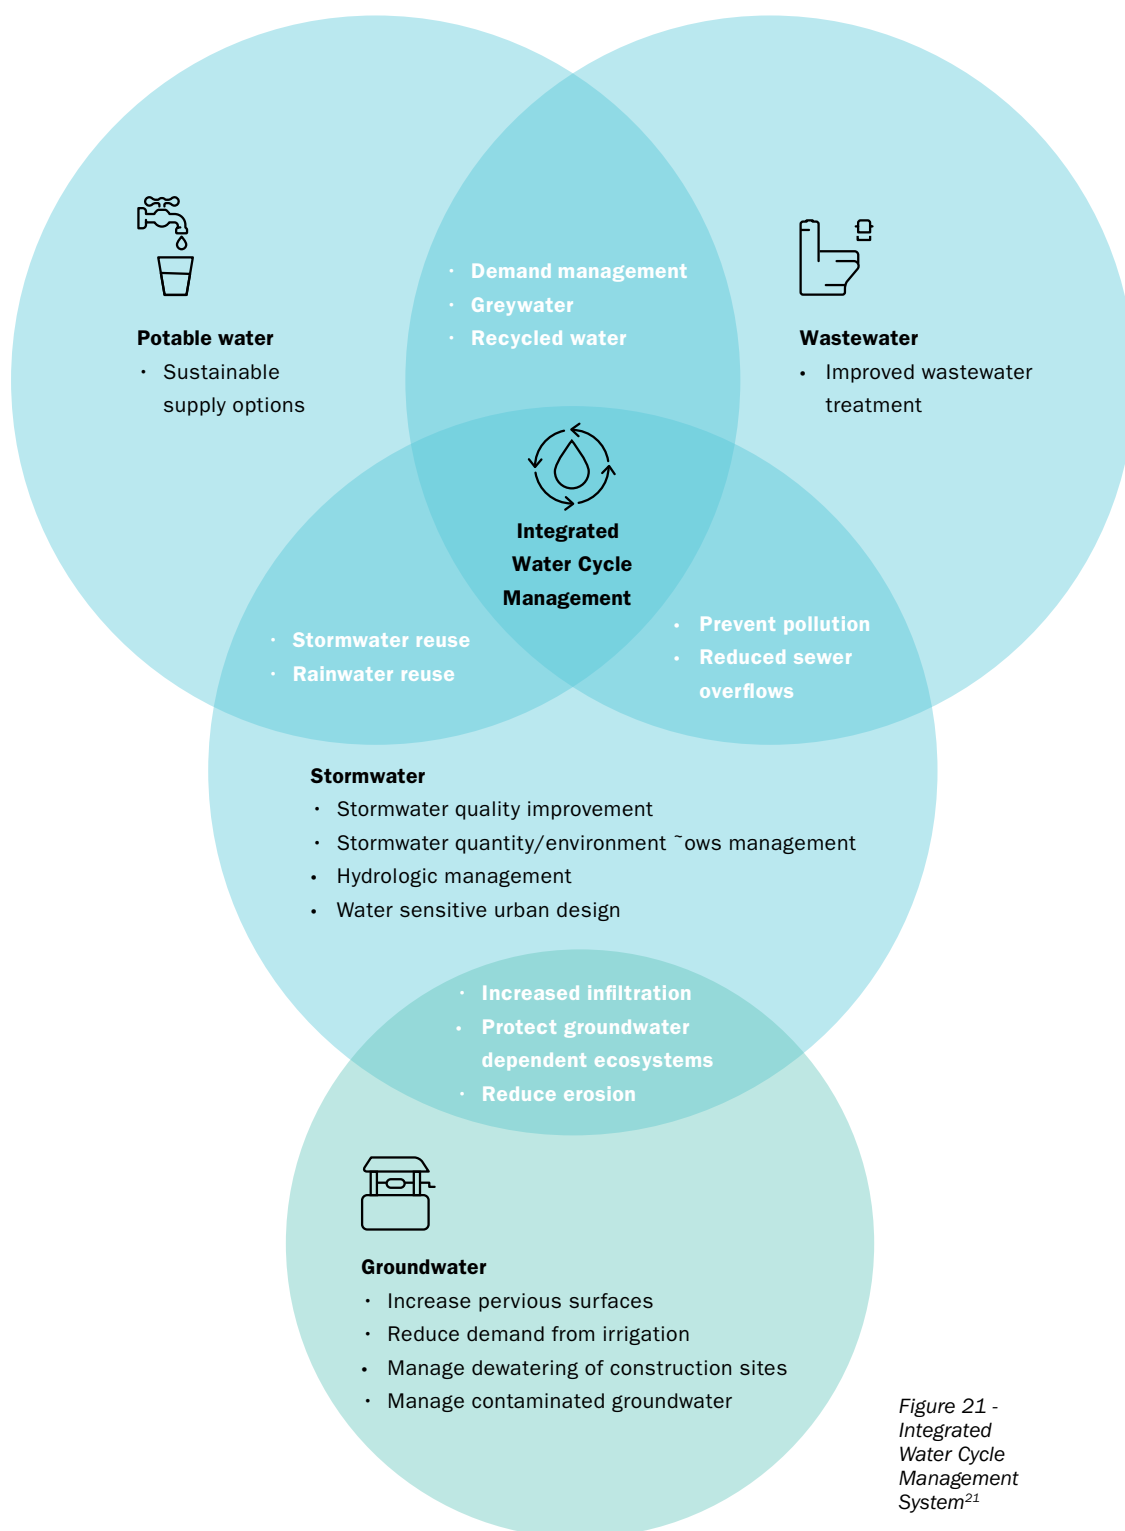 · Demand management
· Greywater
· Recycled water
Potable water
· Sustainable
supply options
Wastewater
• Improved wastewater
treatment
Integrated
Water Cycle
Management
· Stormwater reuse
· Rainwater reuse
• Prevent pollution
• Reduced sewer
overflows
Stormwater
· Stormwater quality improvement
· Stormwater quantity/environment ~ows management
• Hydrologic management
• Water sensitive urban design
· Increased infiltration
• Protect groundwater
dependent ecosystems
· Reduce erosion
Groundwater
· Increase pervious surfaces
· Reduce demand from irrigation
• Manage dewatering of construction sites
· Manage contaminated groundwater
Figure 21 -
Integrated
Water Cycle
Management
System21